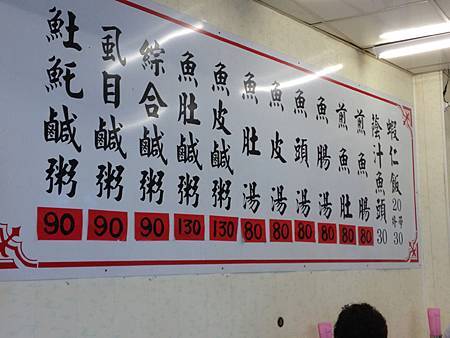 𩵚魠鹹粥 90
虱目鹹粥 90
綜合鹹粥 90
魚肚鹹粥 130
魚皮鹹粥 130
魚肚湯 80
魚皮湯 80
魚頭湯 80
魚腸湯 80
煎魚肚 80
煎魚腸 80
蔭汁魚頭 30
蝦仁飯 20 30